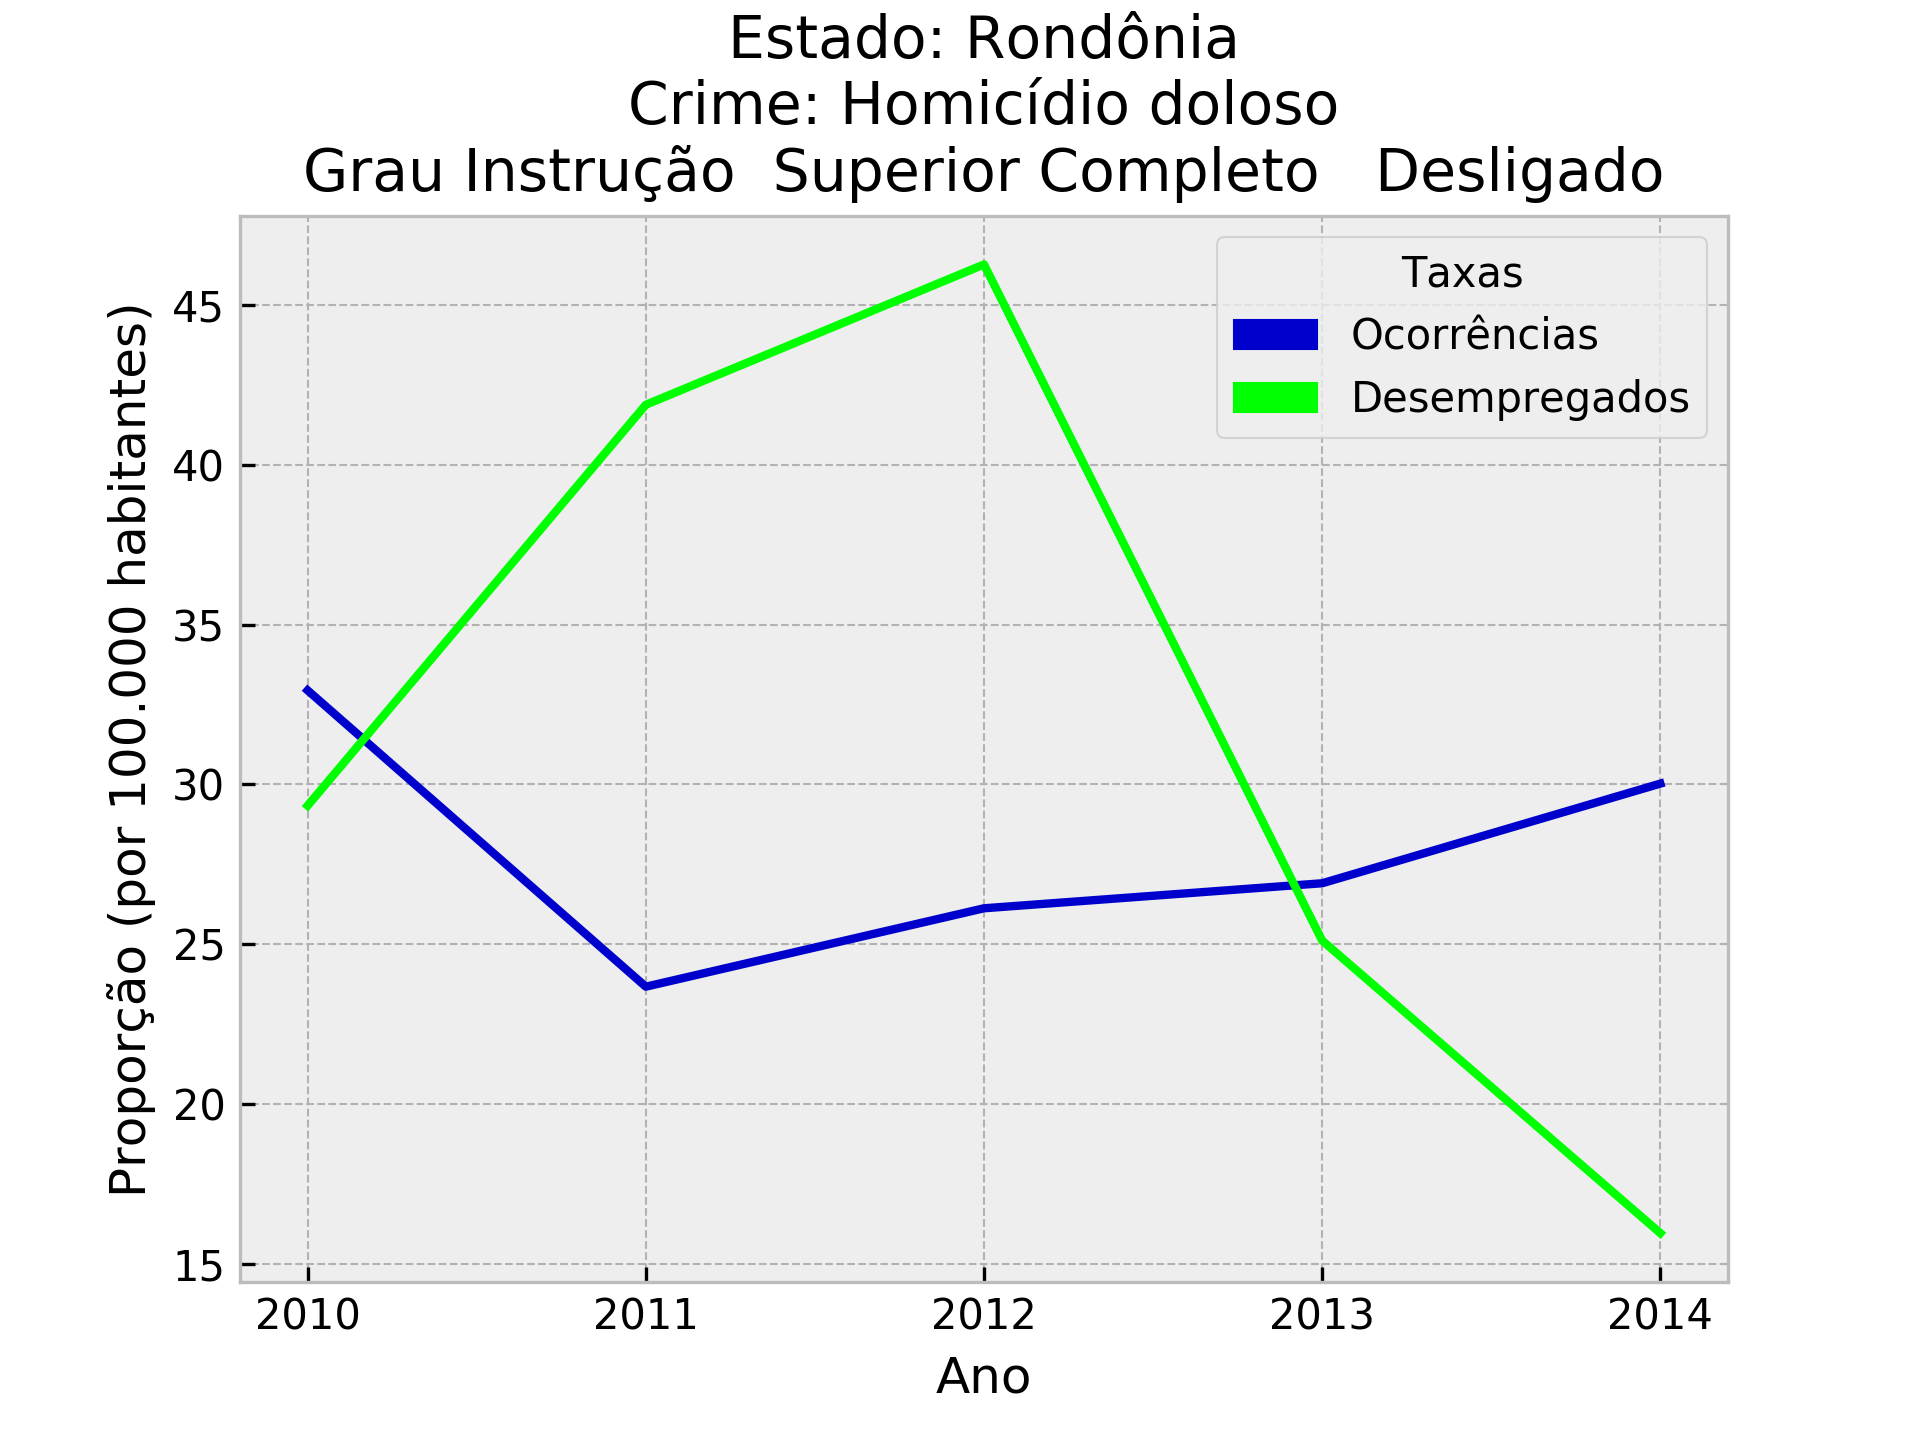 Estado: Rondônia
Crime: Homicídio doloso
Grau Instrução  Superior Completo   Desligado
Proporção (por 100.000 habitantes)
45
40
35
30
25
20
15
Taxas
Ocorrências
Desempregados
2010 2011 2012 2013 2014
Ano